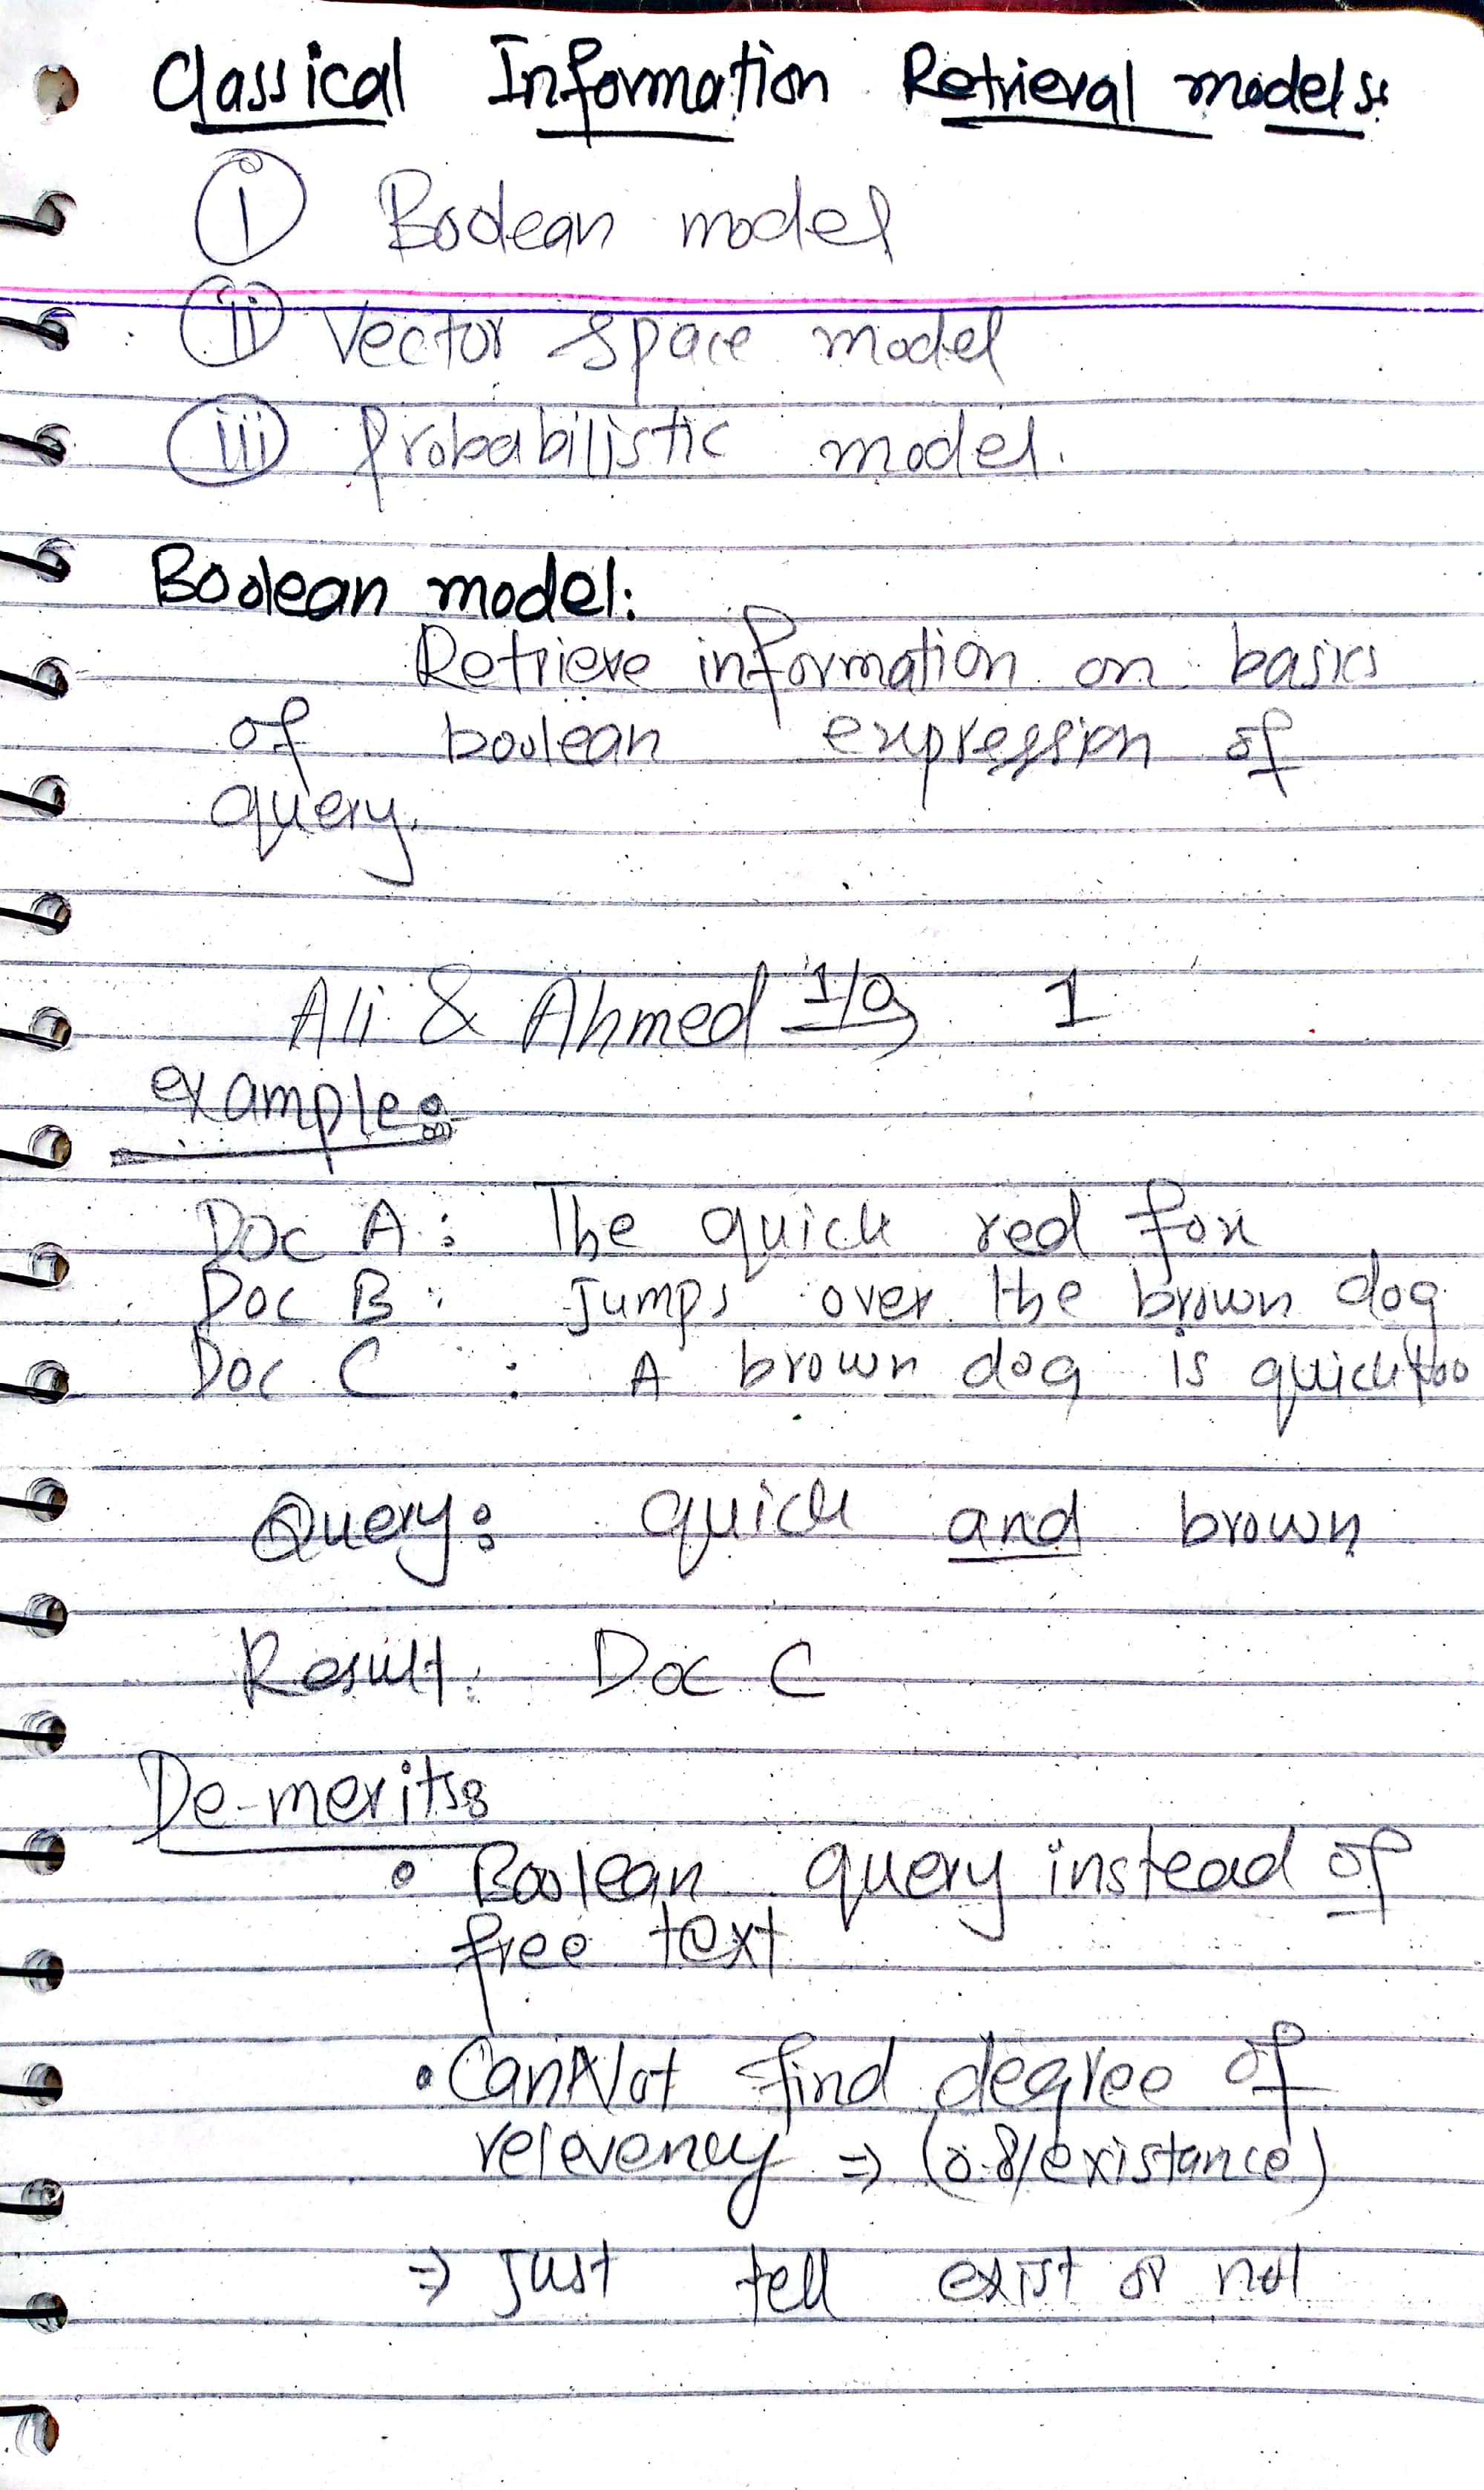 Classical Information Retrieval models:
i Boolean model
ii Vector space model
iii Probabilistic model.
Boolean model:
Retrieve information on basics
of boolean expression of
query.
Ali & Ahmed 1/0 1
example:
Doc A: The quick red fox
Doc B: Jumps over the brown dog
Doc C: A brown dog is quick too
Query: quick and brown
Result: Doc C
De-merits:
• Boolean query instead of
free text
• CanNot find degree of
relevency ⇒ (0.8/existance)
⇒ Just tell exist or not